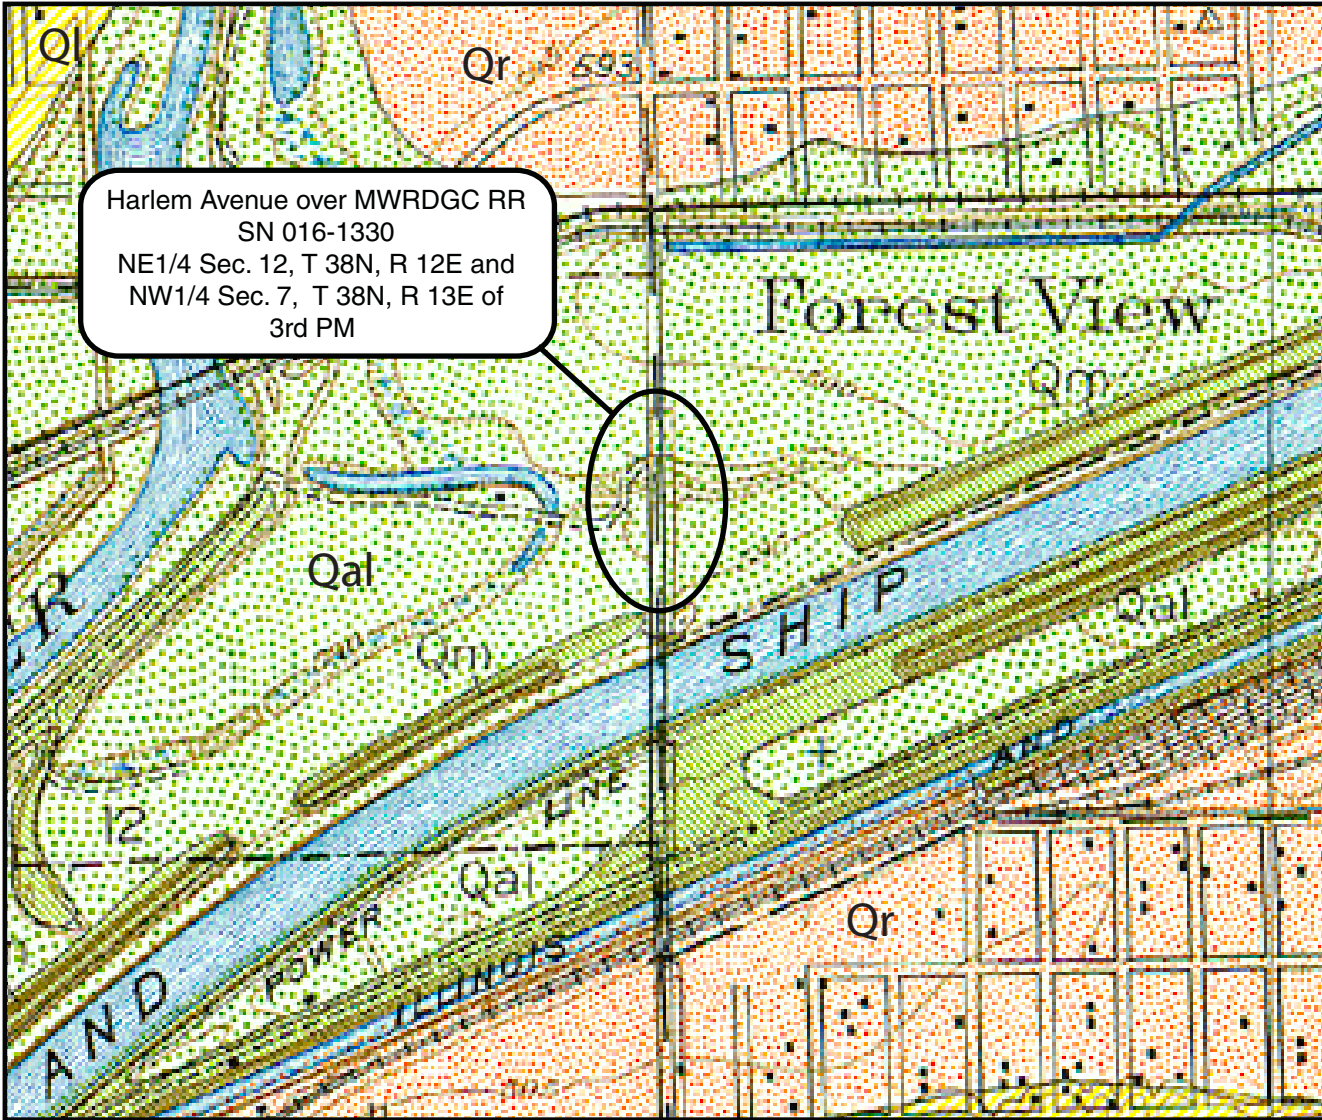 Ql
Qr
593
Harlem Avenue over MWRDGC RR
SN 016-1330
NE1/4 Sec. 12, T 38N, R 12E and
NW1/4 Sec. 7, T 38N, R 13E of
3rd PM
Forest View
Qm
Qal
R
SHIP
Qal
Qm
12
LINE
AND
Qal
POWER
Qr
ILLINOIS
AND